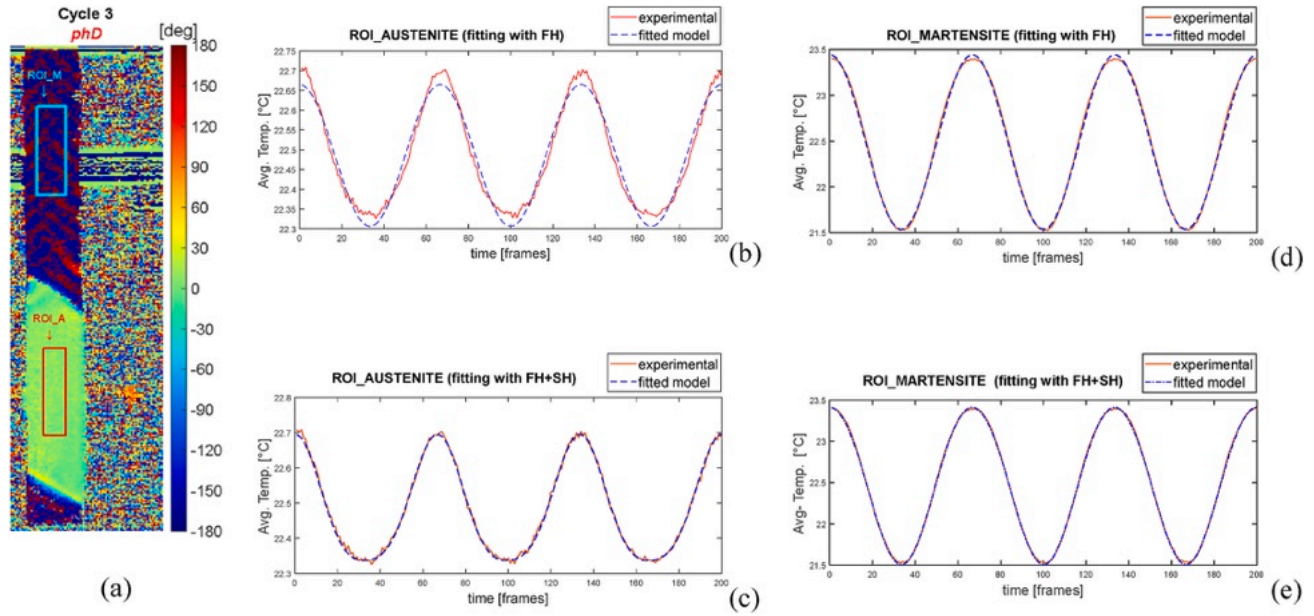 Cycle 3
phD
[deg]
180
150
120
90
60
30
0
-30
-60
-90
-120
-150
-180
ROI_M
↓
ROI_A
↓
(a)
experimental
fitted model
ROI_AUSTENITE (fitting with FH)
22.75
22.7
22.65
22.6
22.55
22.5
22.45
22.4
22.35
22.3
Avg. Temp. [°C]
0 20 40 60 80 100 120 140 160 180 200
time [frames]
(b)
experimental
fitted model
ROI_AUSTENITE (fitting with FH+SH)
22.8
22.7
22.6
22.5
22.4
22.3
Avg. Temp. [°C]
0 20 40 60 80 100 120 140 160 180 200
time [frames]
(c)
experimental
fitted model
ROI_MARTENSITE (fitting with FH)
23.5
23
22.5
22
21.5
Avg. Temp. [°C]
0 20 40 60 80 100 120 140 160 180 200
time [frames]
(d)
experimental
fitted model
ROI_MARTENSITE (fitting with FH+SH)
23.5
23
22.5
22
21.5
Avg- Temp. [°C]
0 20 40 60 80 100 120 140 160 180 200
time [frames]
(e)